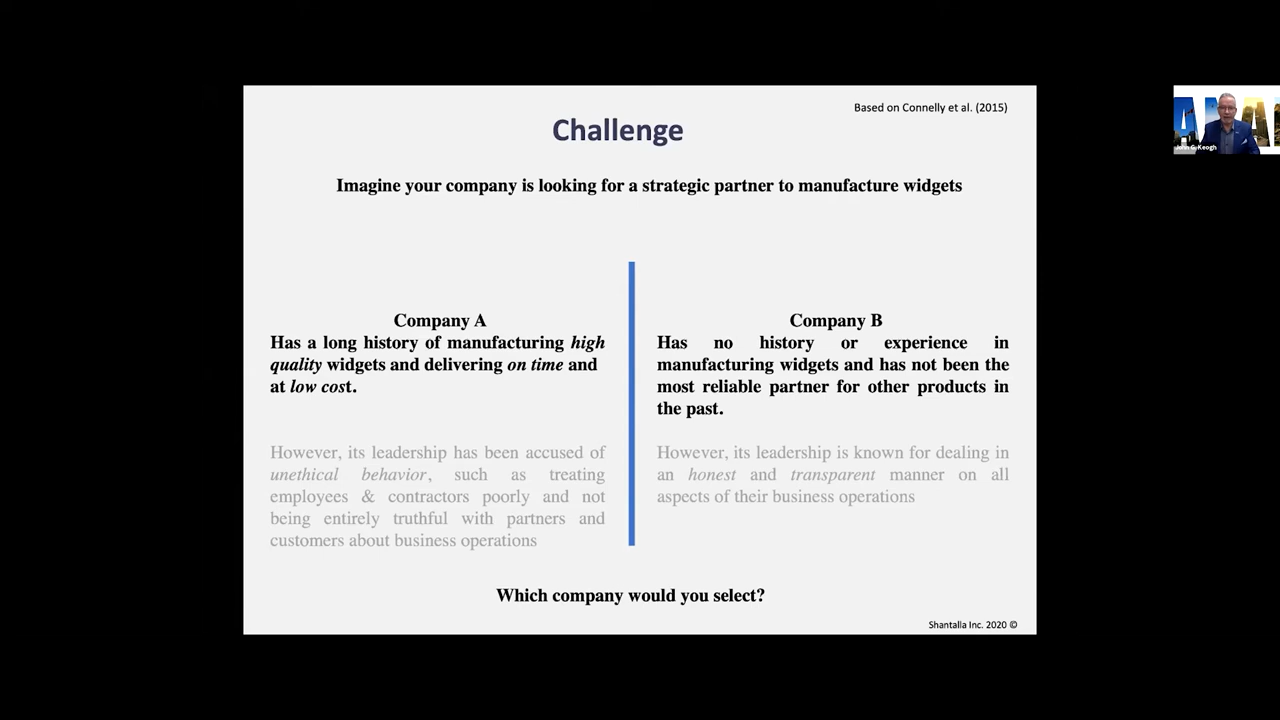 Based on Connelly et al. (2015)
Challenge
Imagine your company is looking for a strategic partner to manufacture widgets
Company A
Has a long history of manufacturing high
quality widgets and delivering on time and
at low cost.
However, its leadership has been accused of
unethical behavior, such as treating
employees & contractors poorly and not
being entirely truthful with partners and
customers about business operations
Company B
Has no history or experience in
manufacturing widgets and has not been the
most reliable partner for other products in
the past.
However, its leadership is known for dealing in
an honest and transparent manner on all
aspects of their business operations
Which company would you select?
Shantalla Inc. 2020 ©
John G. Keogh